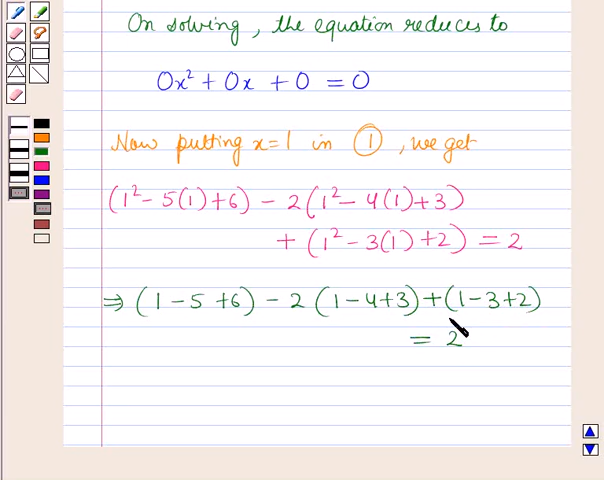 On solving, the equation reduces to
0x² + 0x + 0 = 0
Now putting x=1 in ①, we get
(1² - 5(1) + 6) - 2(1² - 4(1) + 3)
+ (1² - 3(1) + 2) = 2
⇒ (1 - 5 + 6) - 2 (1 - 4 + 3) + (1 - 3 + 2)
= 2